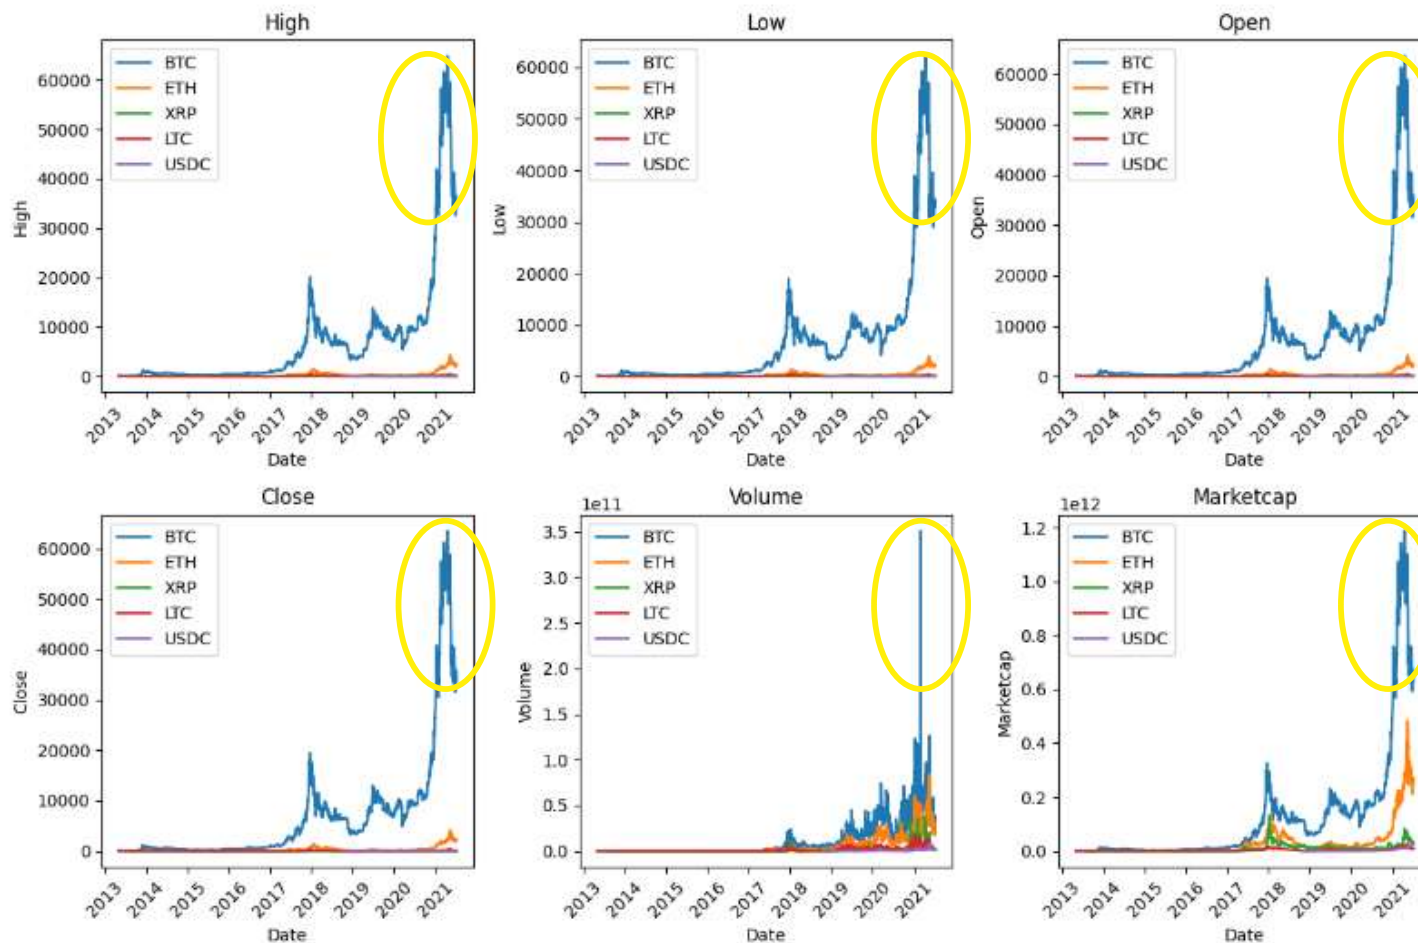 High
BTC
ETH
XRP
LTC
USDC
60000
50000
40000
30000
20000
10000
0
High
2013
2014
2015
2016
2017
2018
2019
2020
2021
Date
Low
BTC
ETH
XRP
LTC
USDC
60000
50000
40000
30000
20000
10000
0
Low
2013
2014
2015
2016
2017
2018
2019
2020
2021
Date
Open
BTC
ETH
XRP
LTC
USDC
60000
50000
40000
30000
20000
10000
0
Open
2013
2014
2015
2016
2017
2018
2019
2020
2021
Date
Close
BTC
ETH
XRP
LTC
USDC
60000
50000
40000
30000
20000
10000
0
Close
2013
2014
2015
2016
2017
2018
2019
2020
2021
Date
Volume
1e11
BTC
ETH
XRP
LTC
USDC
3.5
3.0
2.5
2.0
1.5
1.0
0.5
0.0
Volume
2013
2014
2015
2016
2017
2018
2019
2020
2021
Date
Marketcap
1e12
BTC
ETH
XRP
LTC
USDC
1.2
1.0
0.8
0.6
0.4
0.2
0.0
Marketcap
2013
2014
2015
2016
2017
2018
2019
2020
2021
Date